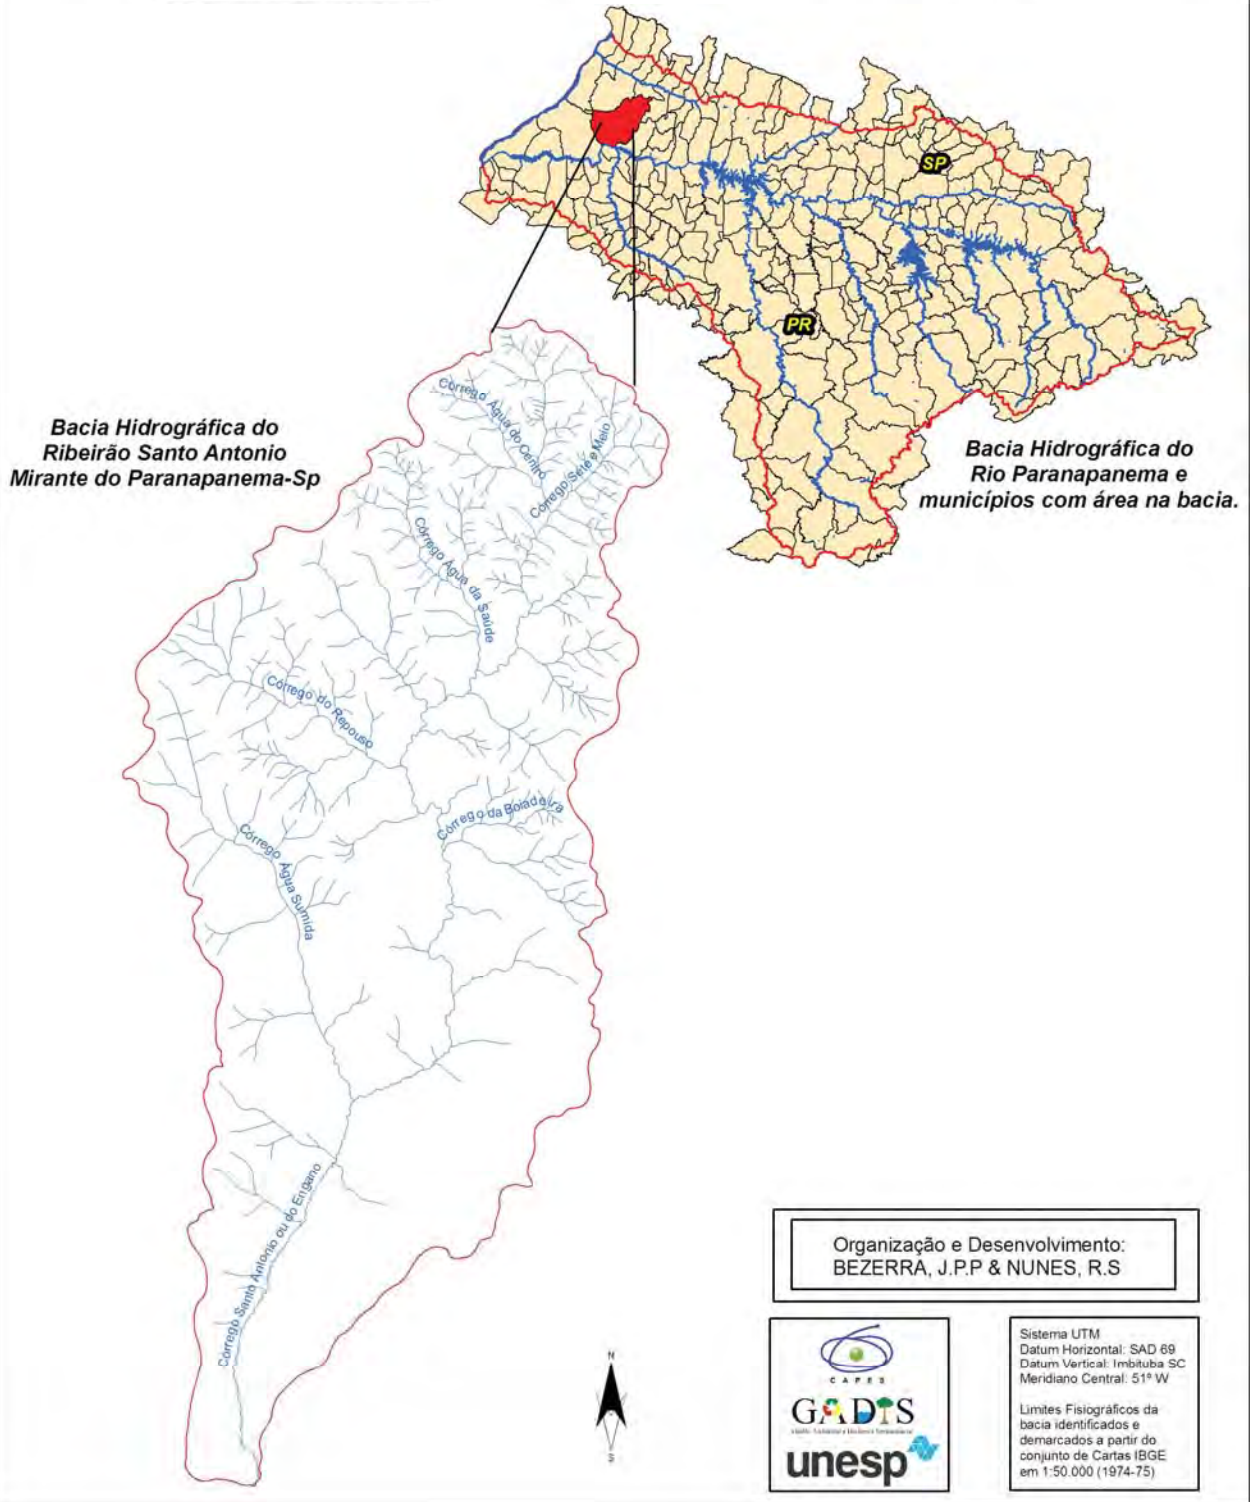 SP
PR
Bacia Hidrográfica do
Ribeirão Santo Antonio
Mirante do Paranapanema-Sp
Bacia Hidrográfica do
Rio Paranapanema e
municípios com área na bacia.
Córrego Água do Cenino
Córrego Sete e Meio
Córrego Água da Saúde
Córrego do Repouso
Córrego da Boiadeira
Córrego Água Sumida
Córrego Santo Antonio ou do Engano
N
S
Organização e Desenvolvimento:
BEZERRA, J.P.P & NUNES, R.S
CAPES
GADIS
unesp
Sistema UTM
Datum Horizontal: SAD 69
Datum Vertical: Imbituba SC
Meridiano Central: 51º W
Limites Fisiográficos da
bacia identificados e
demarcados a partir do
conjunto de Cartas IBGE
em 1:50.000 (1974-75)